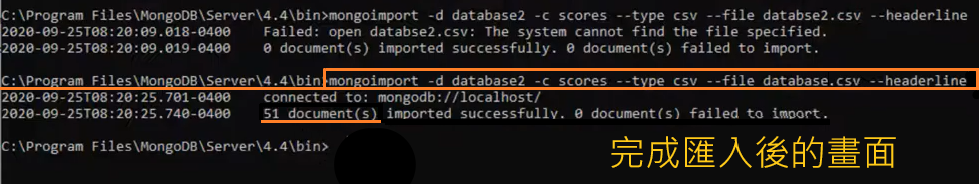 C:\Program Files\MongoDB\Server\4.4\bin>mongoimport -d database2 -c scores --type csv --file databse2.csv --headerline
2020-09-25T08:20:09.018-0400    Failed: open databse2.csv: The system cannot find the file specified.
2020-09-25T08:20:09.019-0400    0 document(s) imported successfully. 0 document(s) failed to import.
C:\Program Files\MongoDB\Server\4.4\bin>mongoimport -d database2 -c scores --type csv --file database.csv --headerline
2020-09-25T08:20:25.701-0400    connected to: mongodb://localhost/
2020-09-25T08:20:25.740-0400    51 document(s) imported successfully. 0 document(s) failed to import.
C:\Program Files\MongoDB\Server\4.4\bin>
完成匯入後的畫面